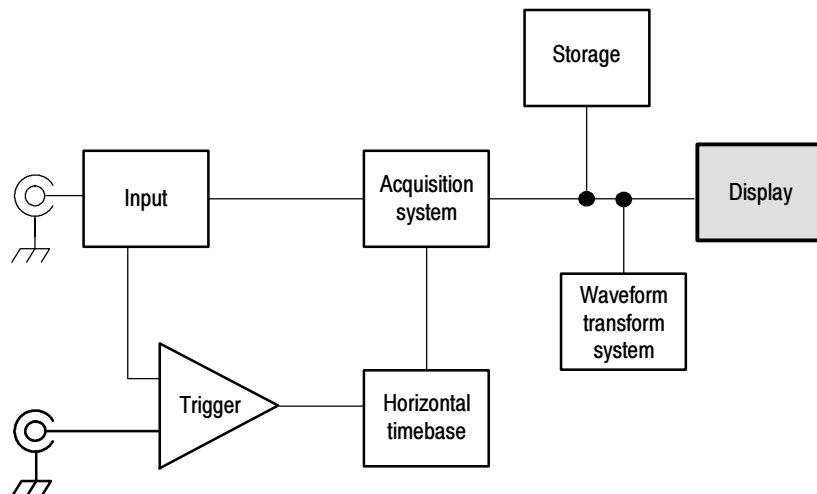 Storage
Input
Acquisition
system
Display
Waveform
transform
system
Trigger
Horizontal
timebase